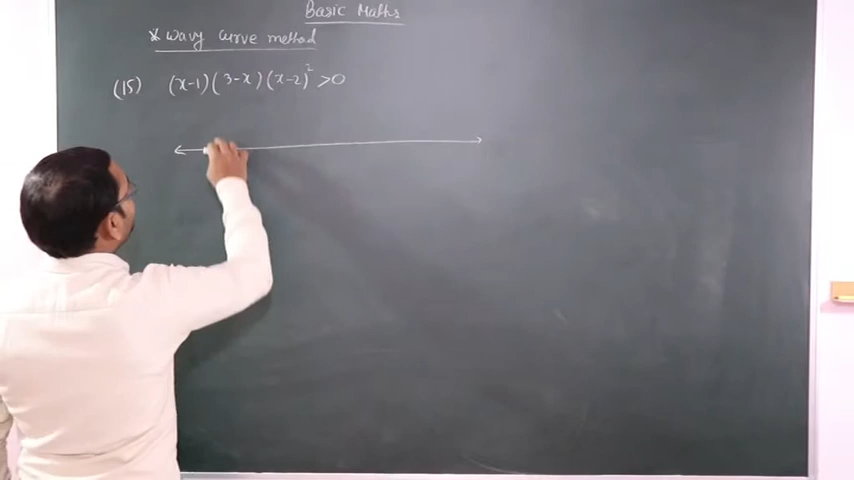 Basic Maths
* wavy curve method
(15) (x-1)(3-x)(x-2)² >0